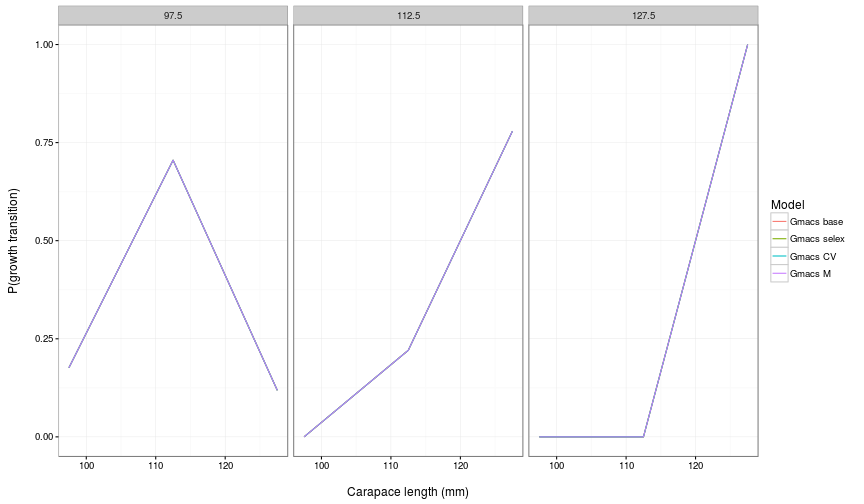 97.5 112.5 127.5
1.00
0.75
0.50
0.25
0.00
P(growth transition)
100 110 120 100 110 120 100 110 120
Carapace length (mm)
Model
Gmacs base
Gmacs selex
Gmacs CV
Gmacs M